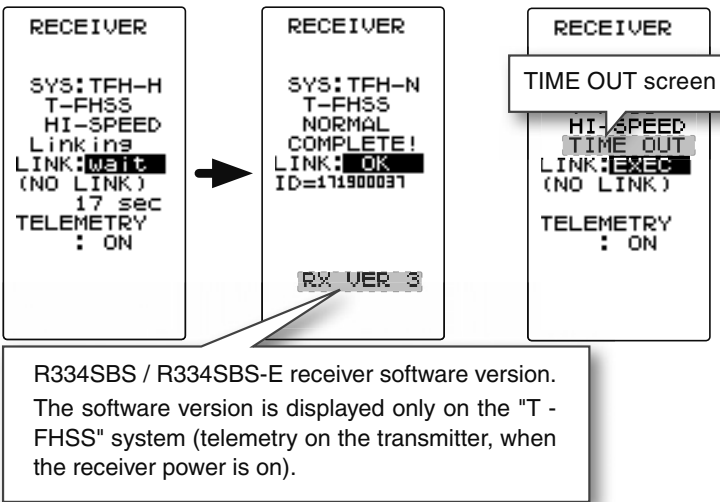 RECEIVER
SYS:TFH-H
T-FHSS
HI-SPEED
Linking
LINK:wait
(NO LINK)
17 sec
TELEMETRY
: ON
RECEIVER
SYS:TFH-N
T-FHSS
NORMAL
COMPLETE!
LINK: OK
ID=171900037
RX VER 3
RECEIVER
TIME OUT screen
HI-SPEED
TIME OUT
LINK:EXEC
(NO LINK)
TELEMETRY
: ON
R334SBS / R334SBS-E receiver software version.
The software version is displayed only on the "T -
FHSS" system (telemetry on the transmitter, when
the receiver power is on).